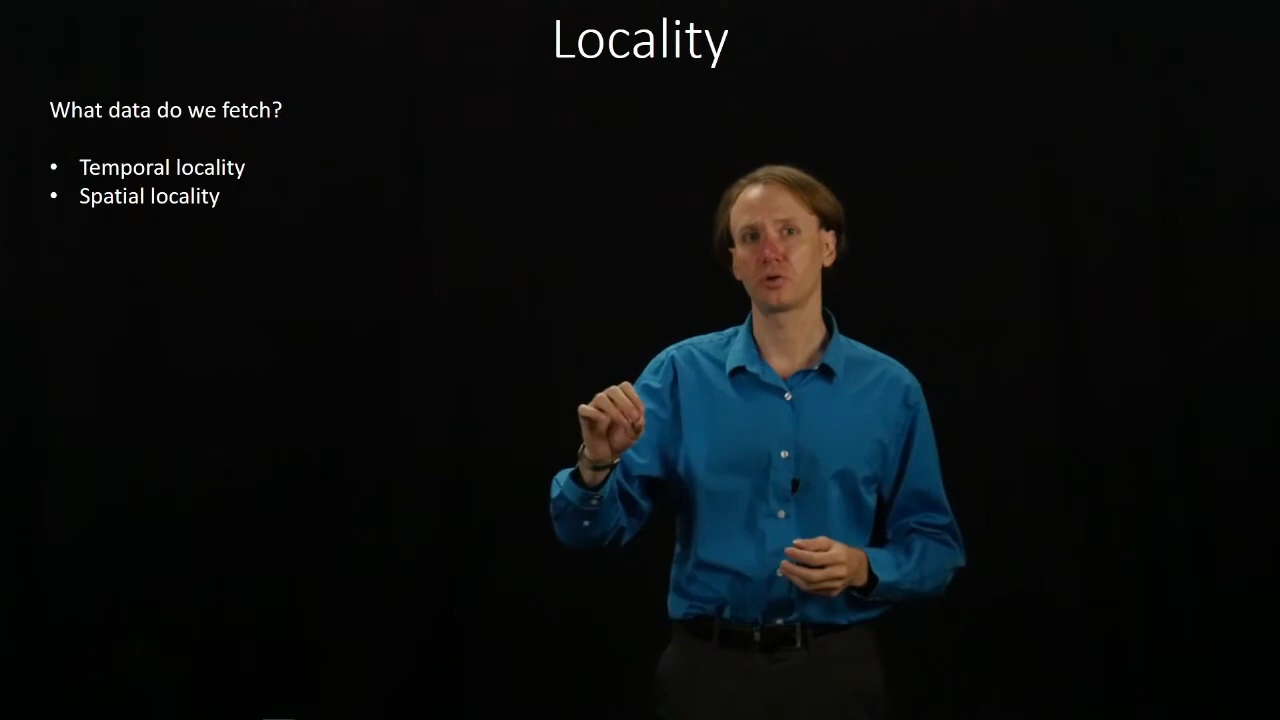 Locality
What data do we fetch?
• Temporal locality
• Spatial locality